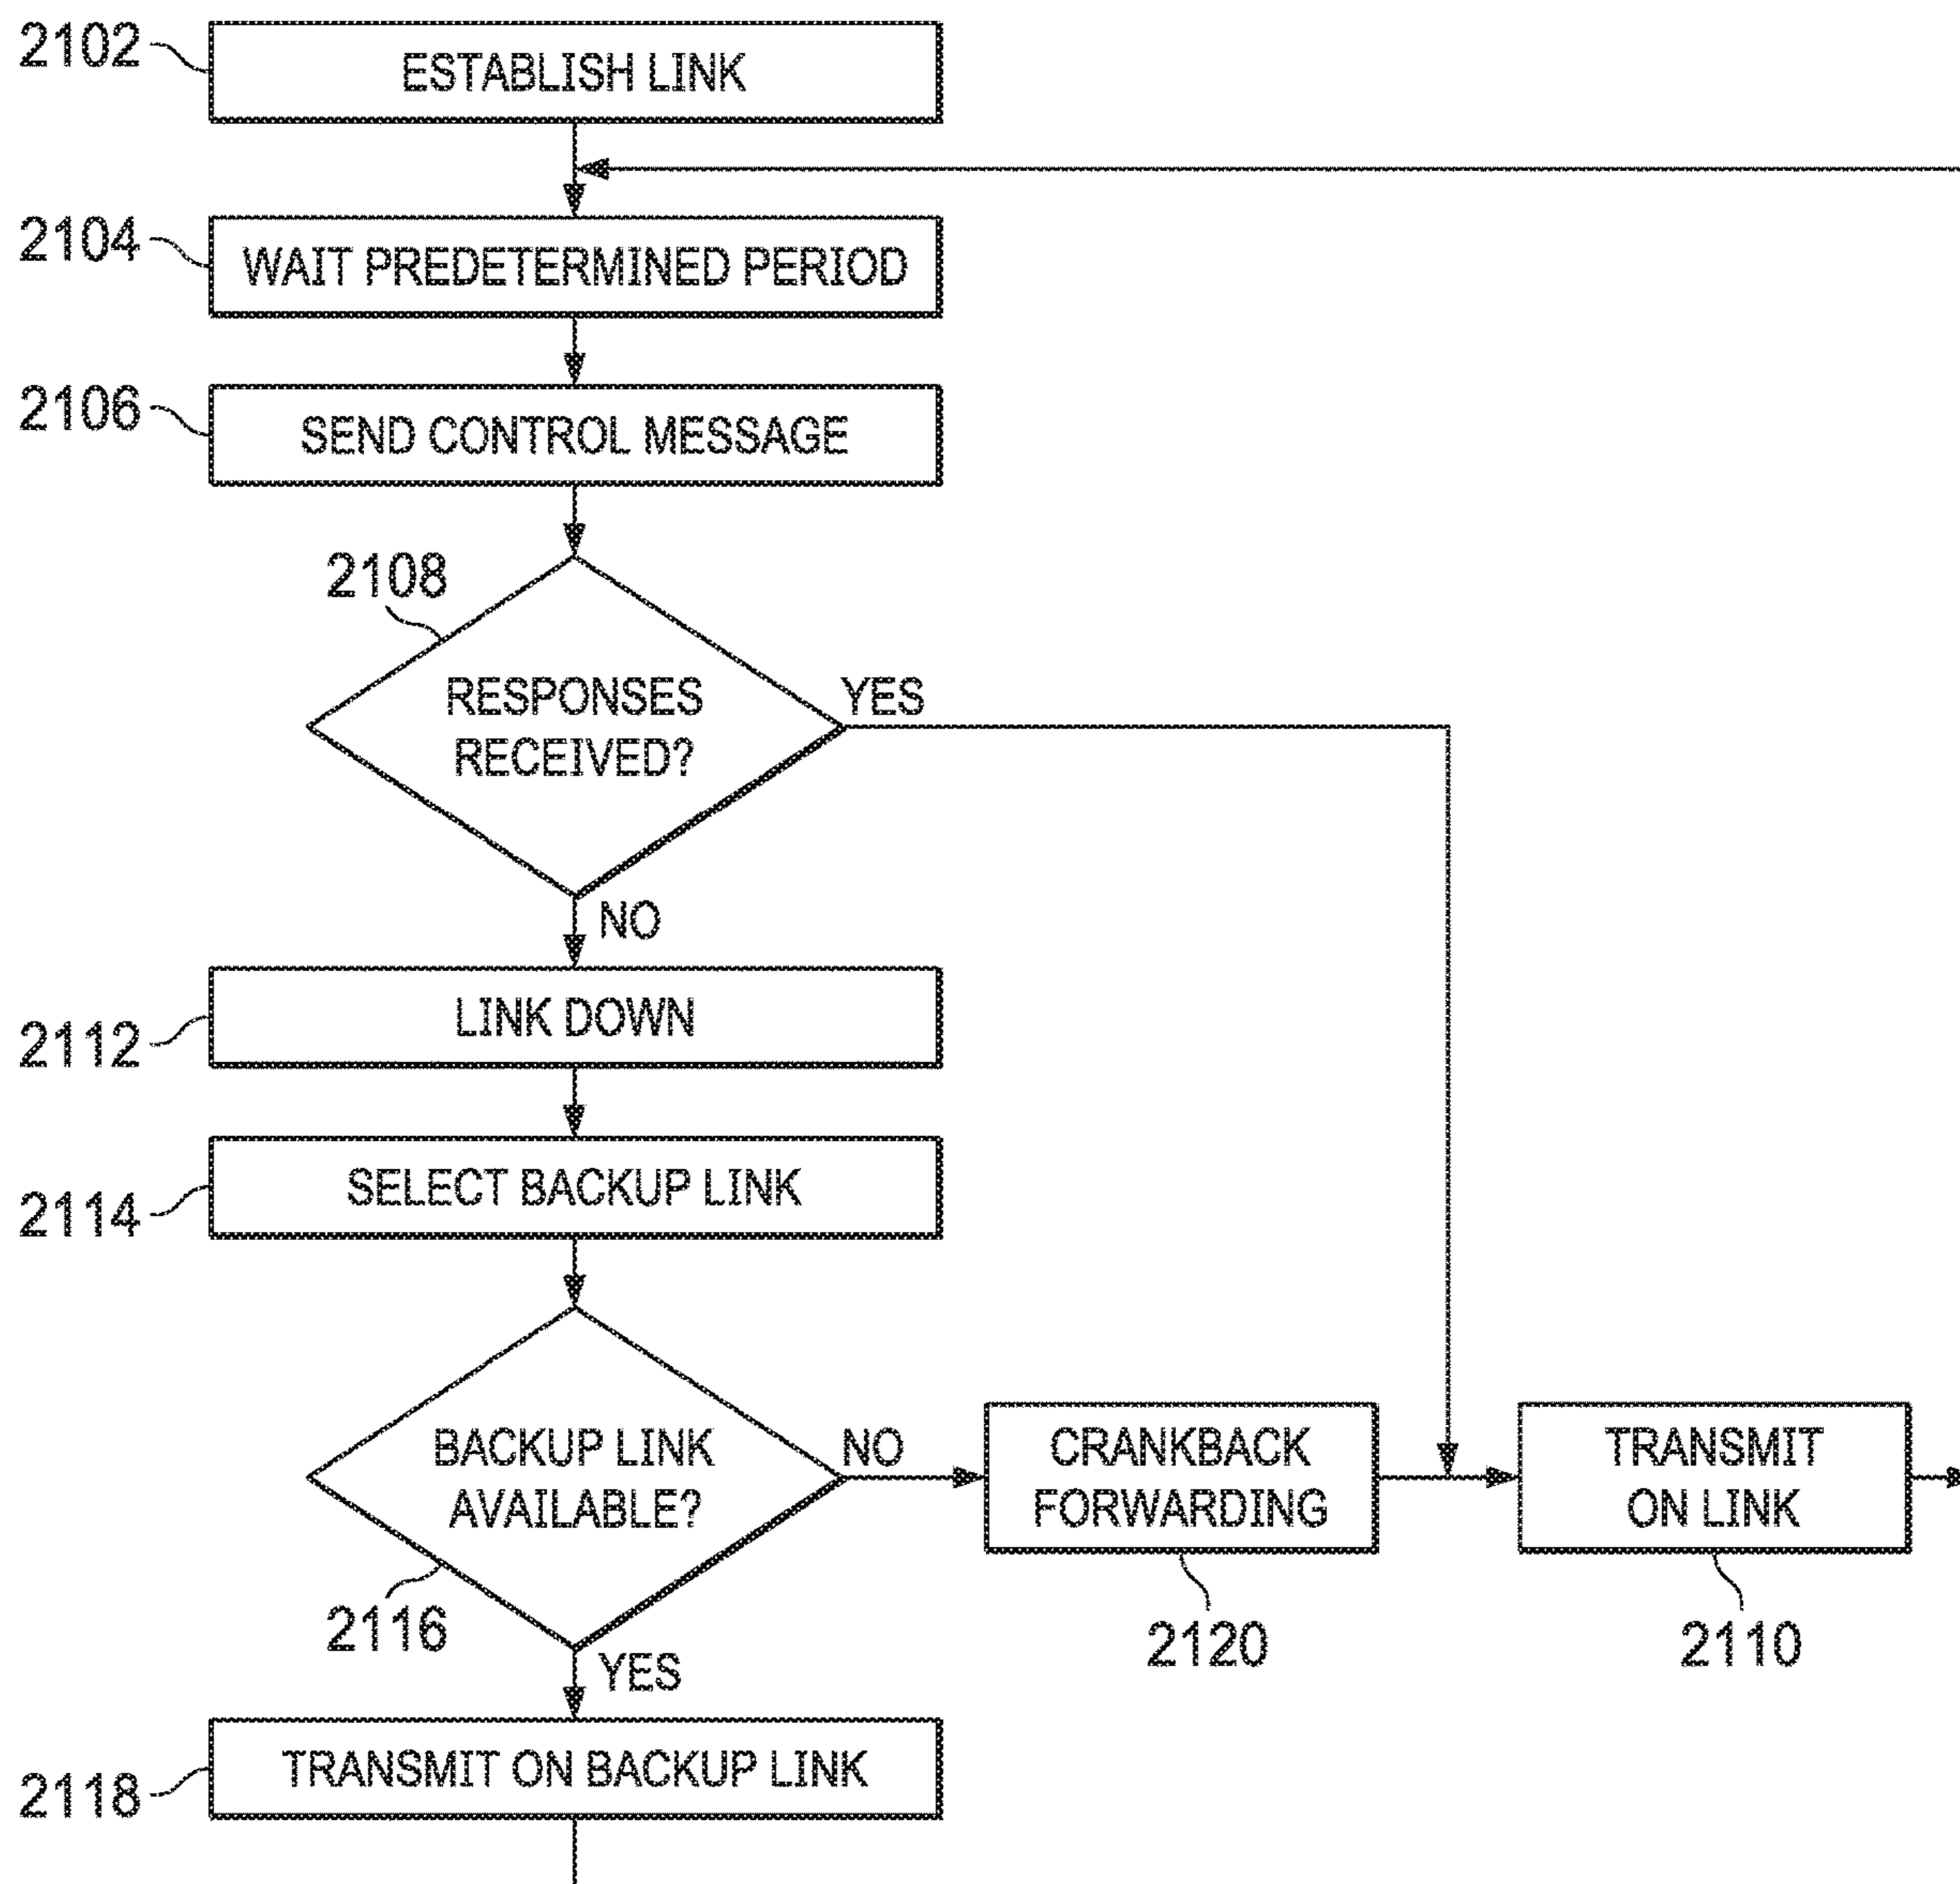 2102
ESTABLISH LINK
2104
WAIT PREDETERMINED PERIOD
2106
SEND CONTROL MESSAGE
2108
RESPONSES
RECEIVED?
YES
NO
2112
LINK DOWN
2114
SELECT BACKUP LINK
BACKUP LINK
AVAILABLE?
NO
CRANKBACK
FORWARDING
TRANSMIT
ON LINK
2116
2120
2110
YES
2118
TRANSMIT ON BACKUP LINK